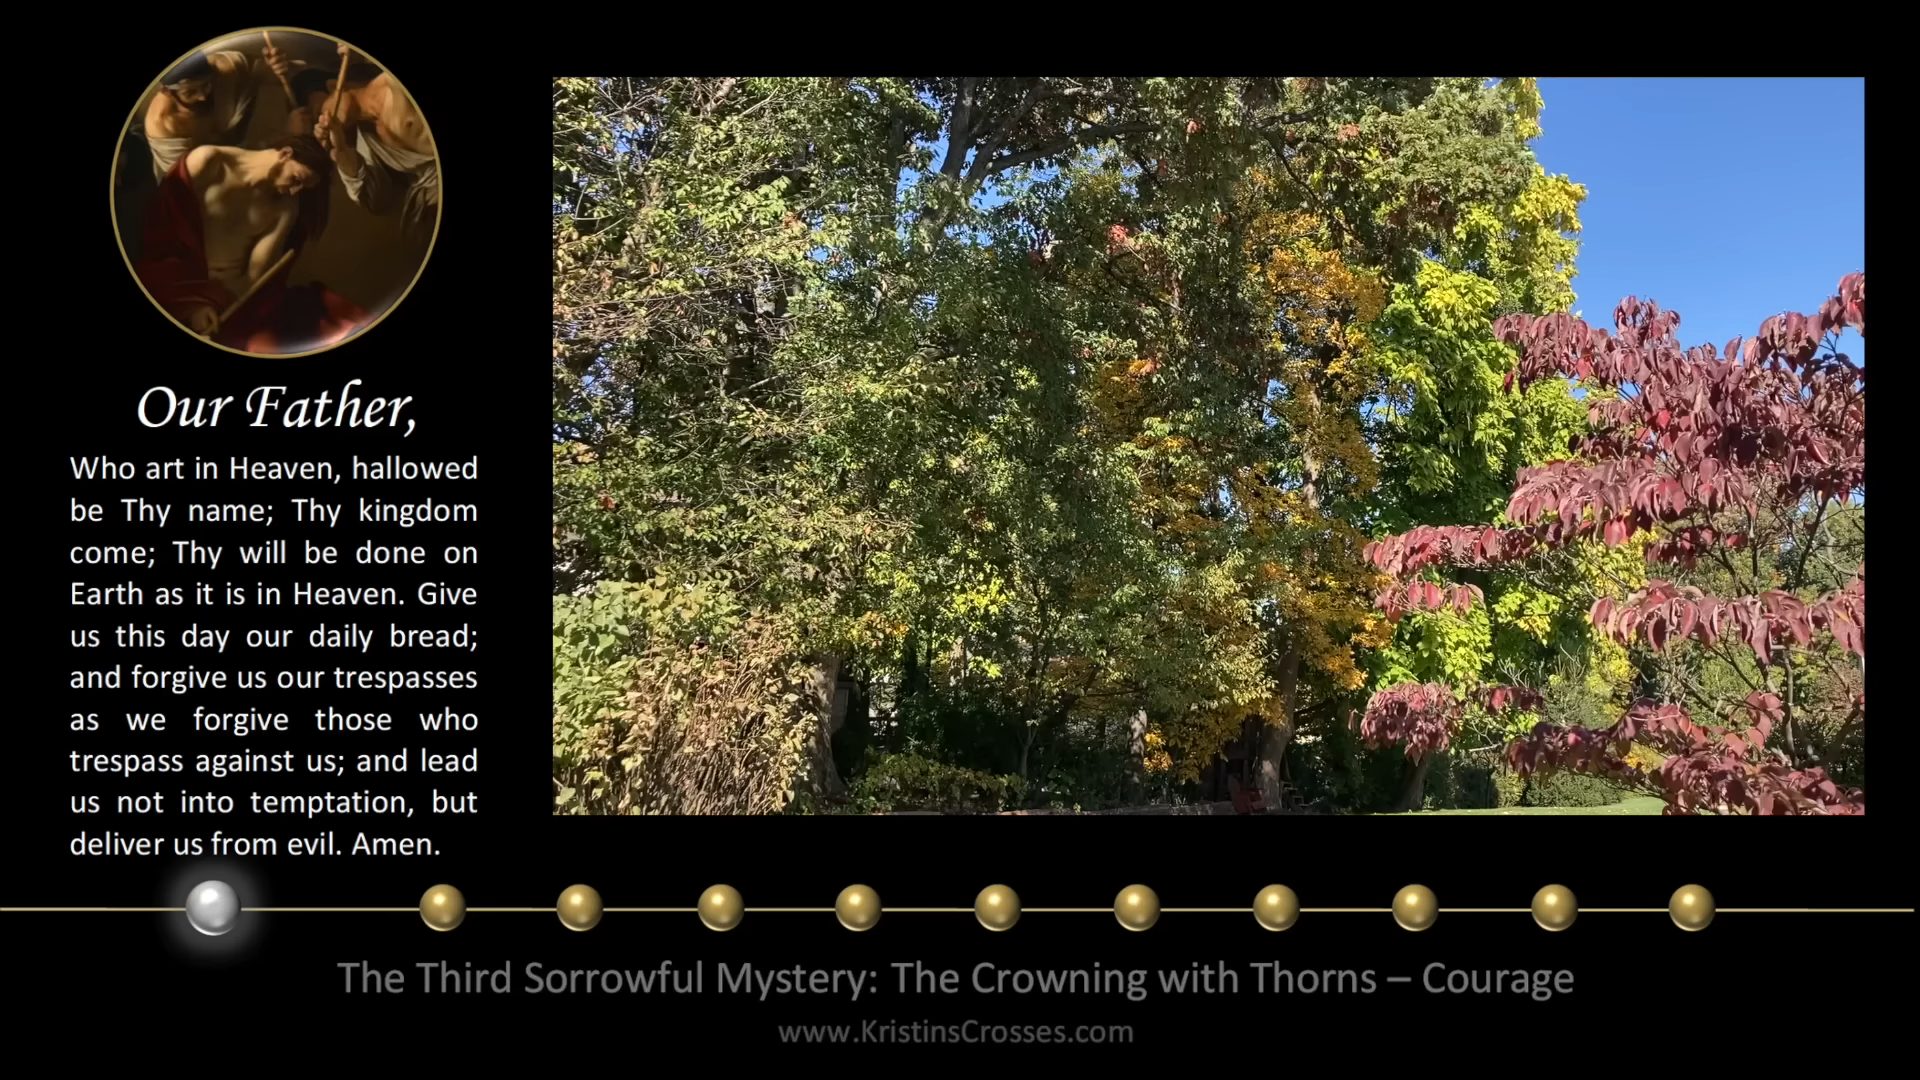 Our Father,
Who art in Heaven, hallowed
be Thy name; Thy kingdom
come; Thy will be done on
Earth as it is in Heaven. Give
us this day our daily bread;
and forgive us our trespasses
as we forgive those who
trespass against us; and lead
us not into temptation, but
deliver us from evil. Amen.
The Third Sorrowful Mystery: The Crowning with Thorns – Courage
www.KristinsCrosses.com